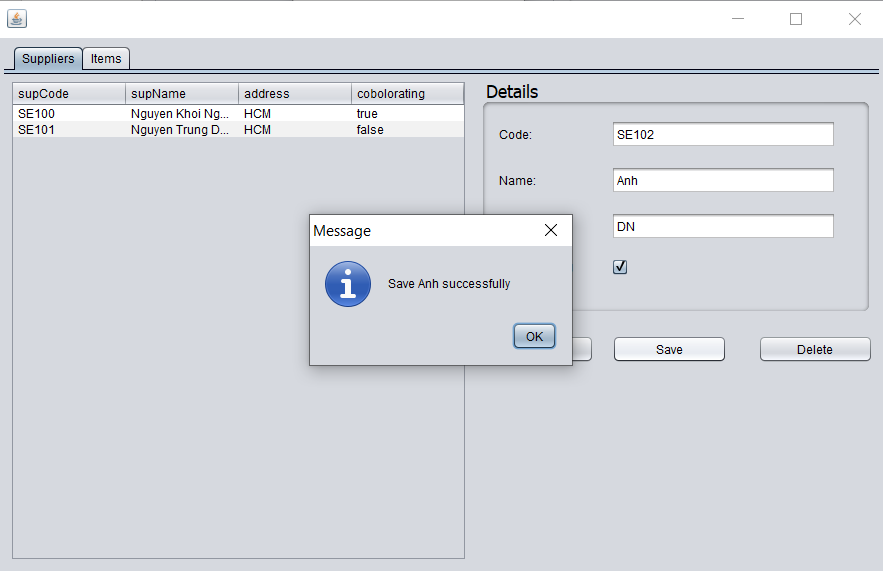 Suppliers Items
supCode supName address cobolorating
SE100 Nguyen Khoi Ng... HCM true
SE101 Nguyen Trung D... HCM false
Details
Code: SE102
Name: Anh
DN
Message
Save Anh successfully
OK
Save Delete